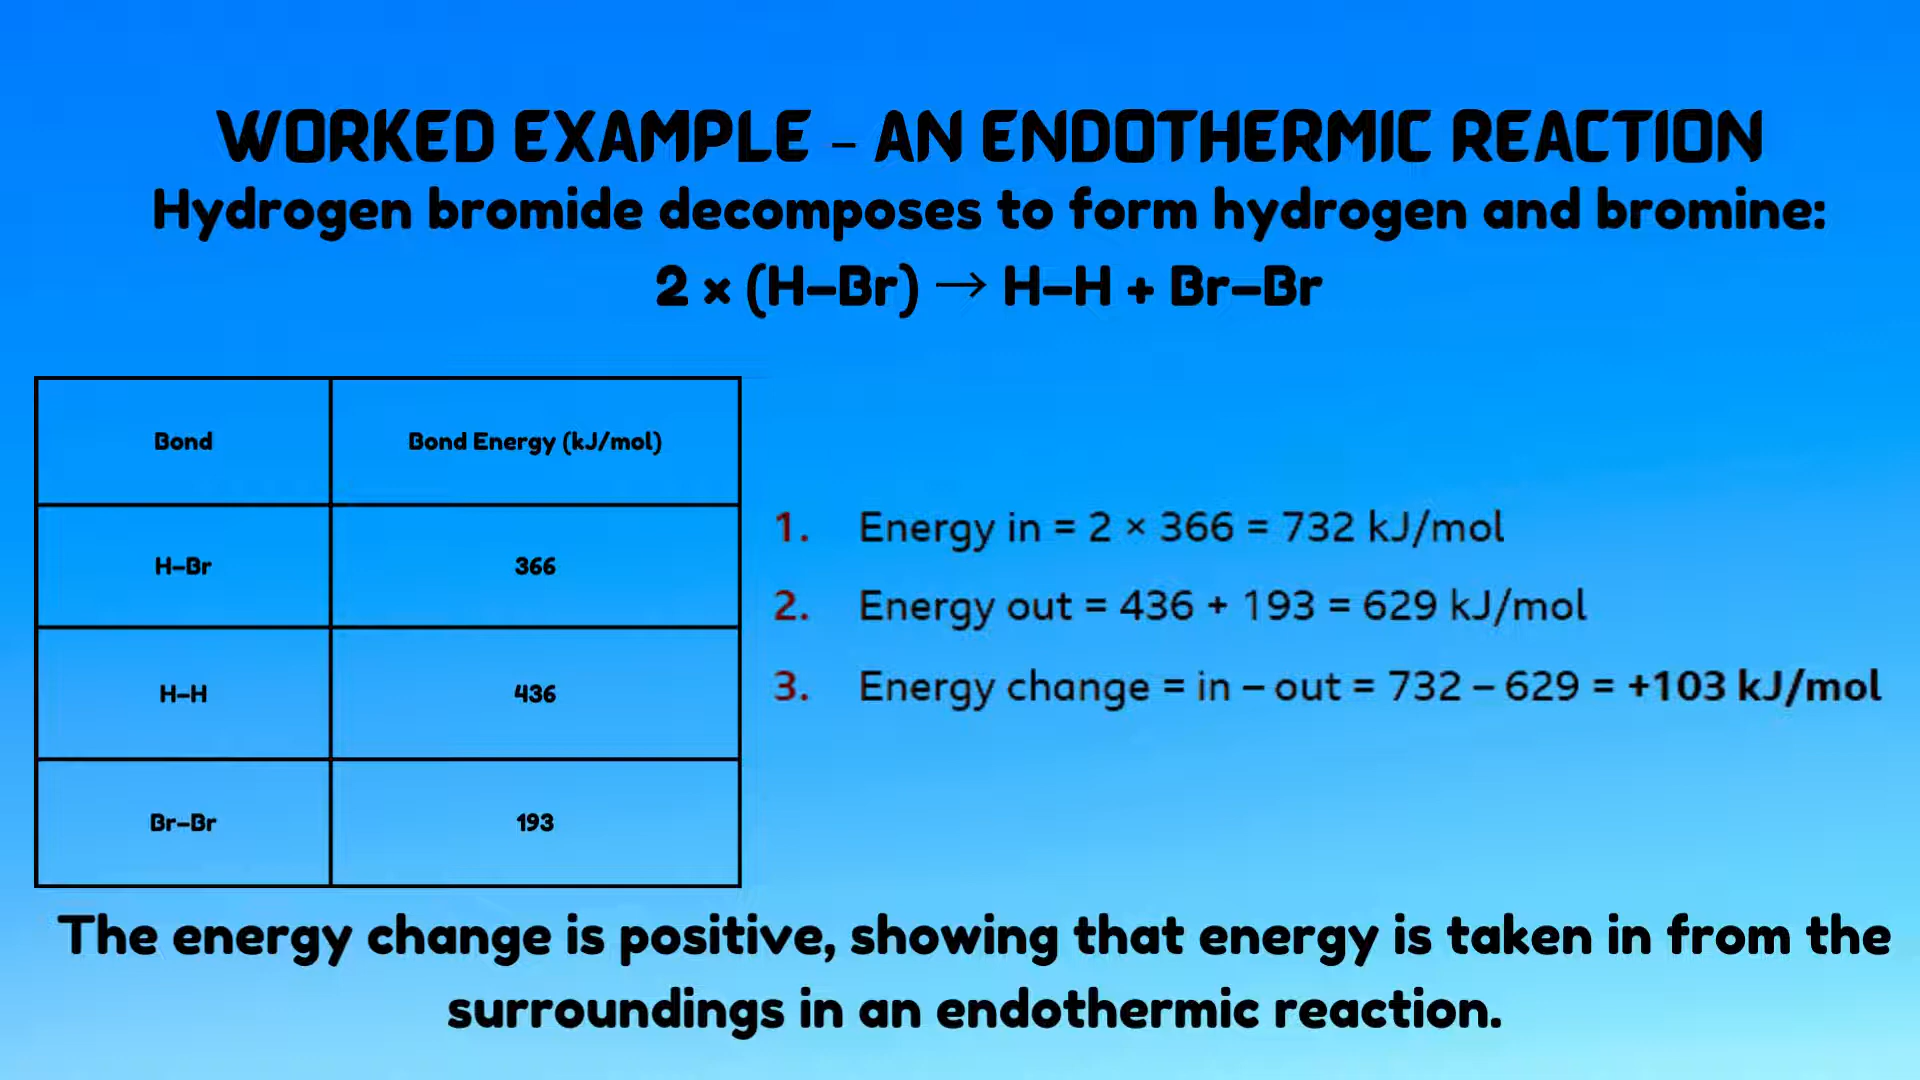 WORKED EXAMPLE – AN ENDOTHERMIC REACTION
Hydrogen bromide decomposes to form hydrogen and bromine:
2 × (H–Br) → H–H + Br–Br
Bond
Bond Energy (kJ/mol)
H–Br
366
H–H
436
Br–Br
193
1. Energy in = 2 × 366 = 732 kJ/mol
2. Energy out = 436 + 193 = 629 kJ/mol
3. Energy change = in – out = 732 – 629 = +103 kJ/mol
The energy change is positive, showing that energy is taken in from the
surroundings in an endothermic reaction.